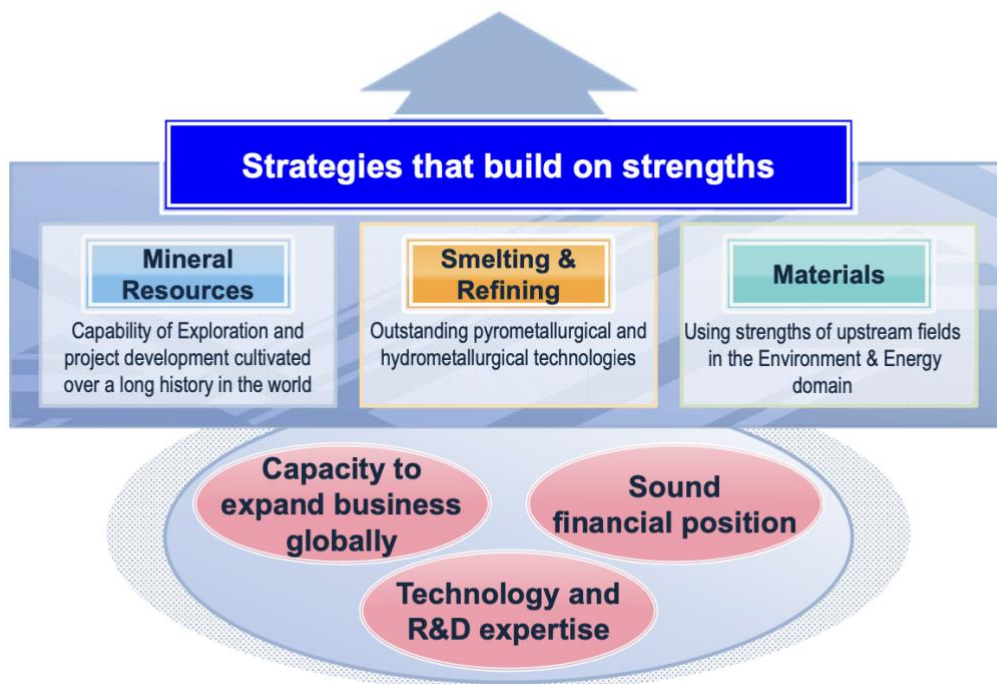 Strategies that build on strengths
Mineral
Resources
Capability of Exploration and
project development cultivated
over a long history in the world
Smelting &
Refining
Outstanding pyrometallurgical and
hydrometallurgical technologies
Materials
Using strengths of upstream fields
in the Environment & Energy
domain
Capacity to
expand business
globally
Sound
financial position
Technology and
R&D expertise